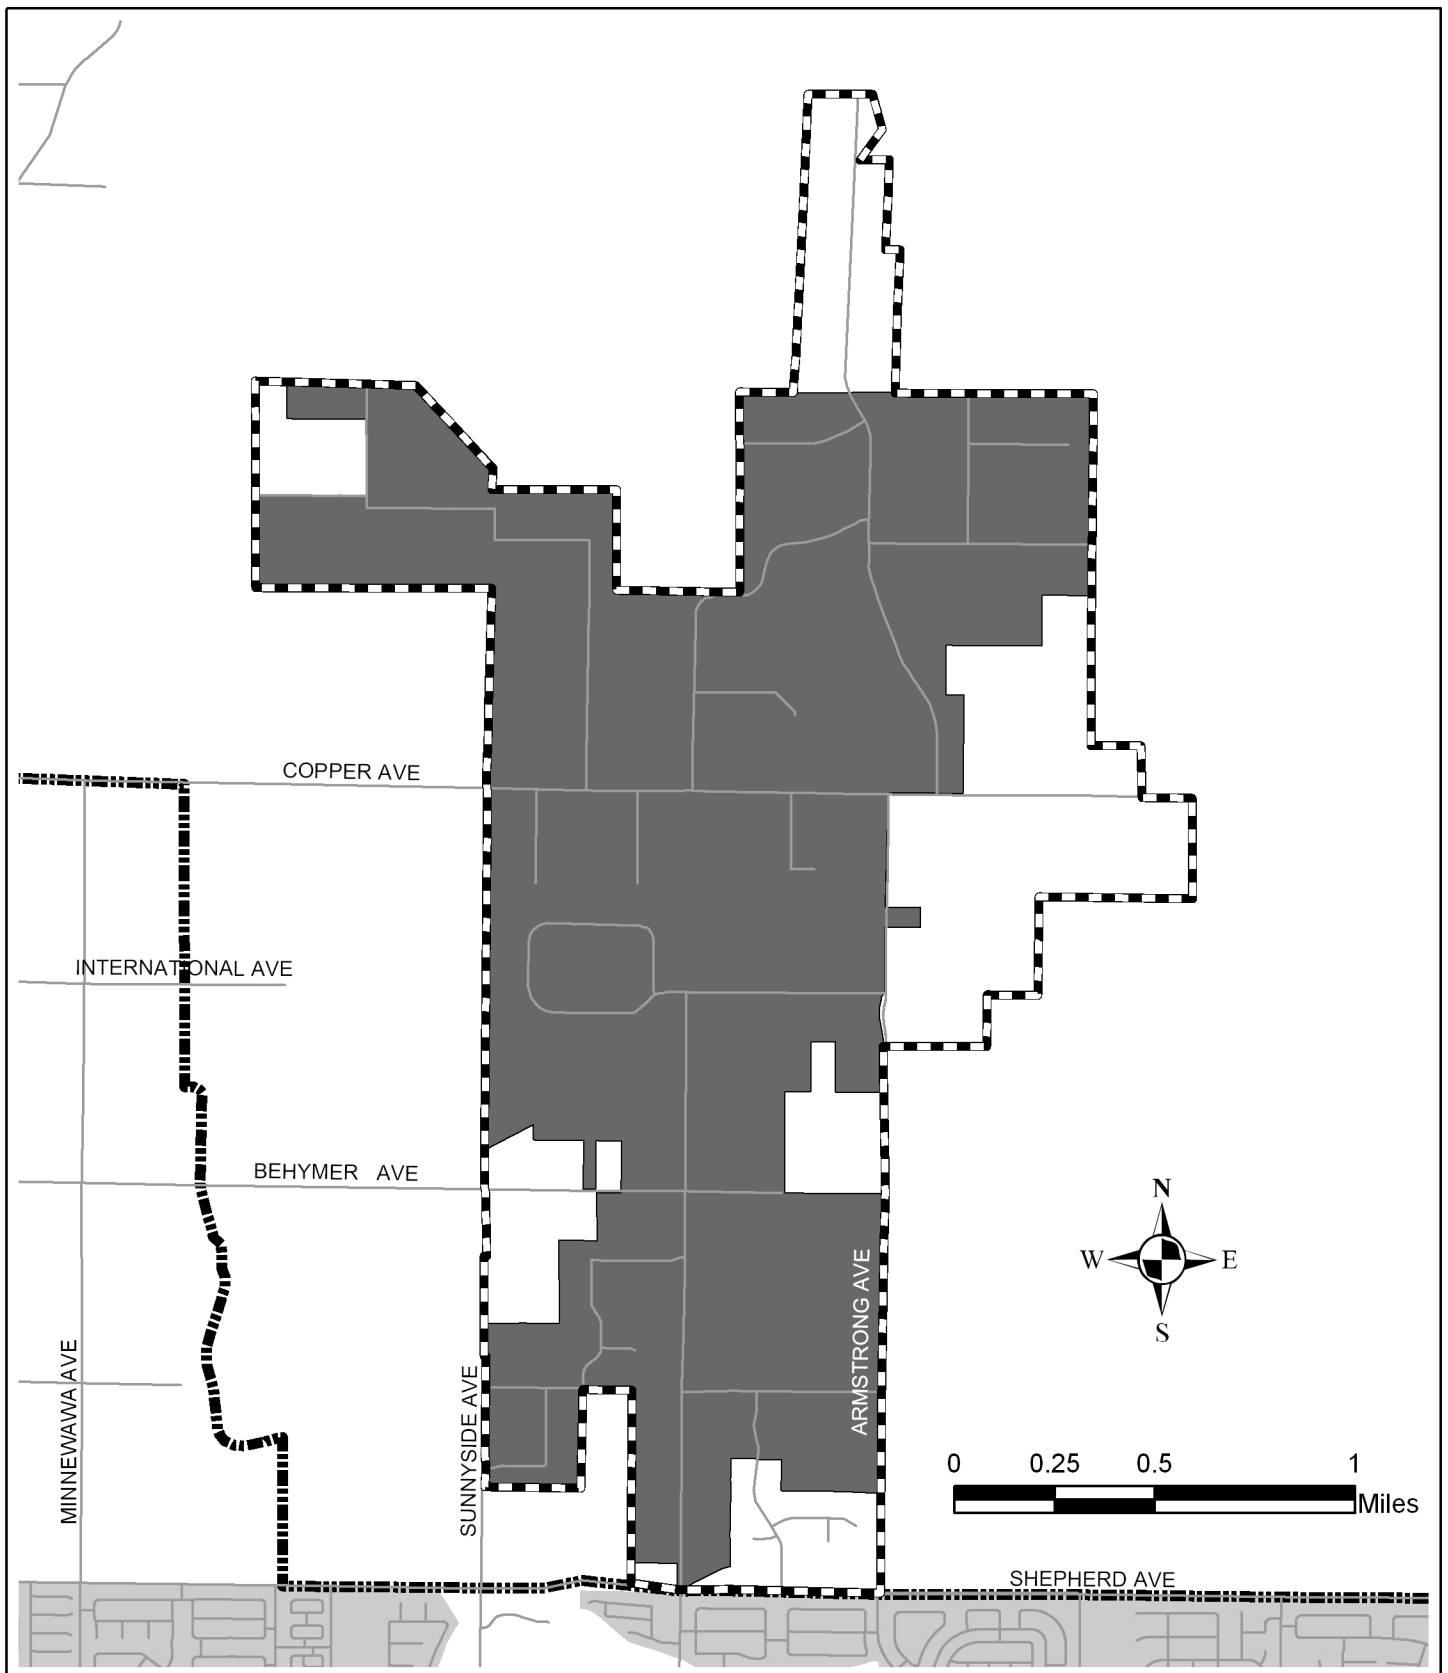 COPPER AVE
INTERNATIONAL AVE
BEHYMER AVE
N
W E
S
ARMSTRONG AVE
MINNEWAWA AVE
SUNNYSIDE AVE
0 0.25 0.5 1
Miles
SHEPHERD AVE